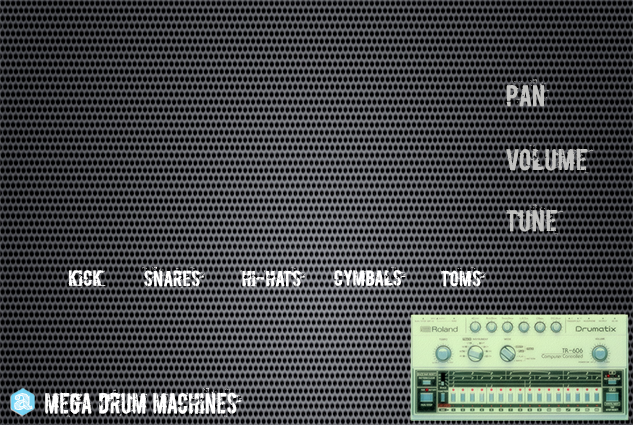 PAN
VOLUME
TUNE
KICK SNARES HI-HATS CYMBALS TOMS
Roland Drumatix
TR-606
Computer Controlled
MEGA DRUM MACHINES